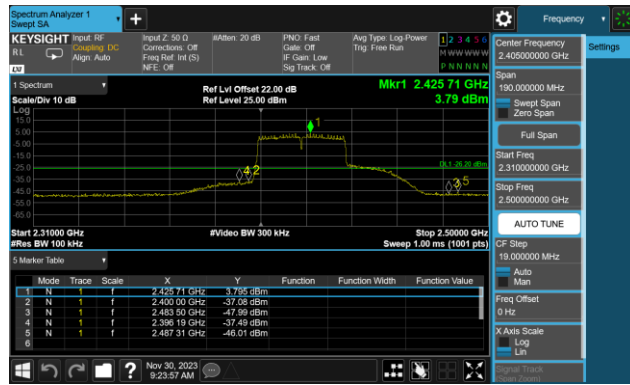 Spectrum Analyzer 1
Swept SA
+
Frequency
KEYSIGHT
Input: RF
Input Z: 50 Ω
#Atten: 20 dB
PNO: Fast
Avg Type: Log-Power
1 2 3 4 5 6
R L
Coupling: DC
Corrections: Off
Gate: Off
Trig: Free Run
M W W W W W
Align: Auto
Freq Ref: Int (S)
IF Gain: Low
NFE: Off
Sig Track: Off
P N N N N N
LXI
1 Spectrum
Ref Lvl Offset 22.00 dB
Mkr1 2.425 71 GHz
Scale/Div 10 dB
Ref Level 25.00 dBm
3.79 dBm
Log
15.0
5.00
-5.00
-15.0
-25.0
-35.0
-45.0
-55.0
-65.0
1
DL1 -26.20 dBm
4 2
3 5
Start 2.31000 GHz
#Video BW 300 kHz
Stop 2.50000 GHz
#Res BW 100 kHz
Sweep 1.00 ms (1001 pts)
5 Marker Table
Mode Trace Scale X Y Function Function Width Function Value
1 N 1 f 2.425 71 GHz 3.795 dBm
2 N 1 f 2.400 00 GHz -37.08 dBm
3 N 1 f 2.483 50 GHz -47.99 dBm
4 N 1 f 2.396 19 GHz -37.49 dBm
5 N 1 f 2.487 31 GHz -46.01 dBm
6
?
Nov 30, 2023
9:23:57 AM
Center Frequency
2.405000000 GHz
Settings
Span
190.000000 MHz
Swept Span
Zero Span
Full Span
Start Freq
2.310000000 GHz
Stop Freq
2.500000000 GHz
AUTO TUNE
CF Step
19.000000 MHz
Auto
Man
Freq Offset
0 Hz
X Axis Scale
Log
Lin
Signal Track
(Span Zoom)